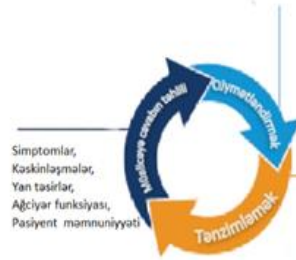 Müalicəyə cavabın təhlili
Qiymətləndirmək
Simptomlar,
Kəskinləşmələr,
Yan təsirlər,
Ağciyər funksiyası,
Pasiyent məmnuniyyəti
Tənzimləmək